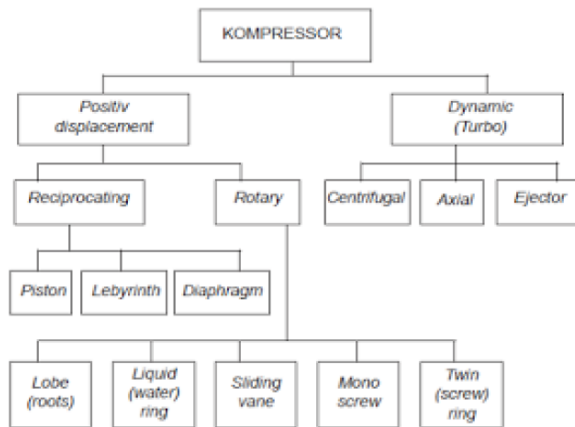 KOMPRESSOR
Positiv
displacement
Dynamic
(Turbo)
Reciprocating
Rotary
Centrifugal
Axial
Ejector
Piston
Lebyrinth
Diaphragm
Lobe
(roots)
Liquid
(water)
ring
Sliding
vane
Mono
screw
Twin
(screw)
ring